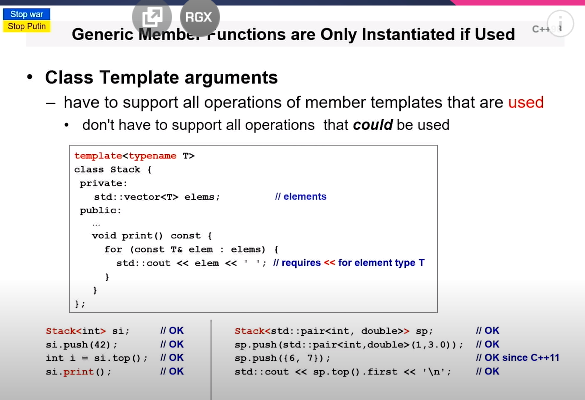 Stop war
Stop Putin
RGX
Generic Member Functions are Only Instantiated if Used
C++
i
• Class Template arguments
– have to support all operations of member templates that are used
• don't have to support all operations that could be used
template<typename T>
class Stack {
private:
std::vector<T> elems; // elements
public:
...
void print() const {
for (const T& elem : elems) {
std::cout << elem << ' '; // requires << for element type T
}
}
};
Stack<int> si; // OK
si.push(42); // OK
int i = si.top(); // OK
si.print(); // OK
Stack<std::pair<int, double>> sp; // OK
sp.push(std::pair<int,double>(1,3.0)); // OK
sp.push({6, 7}); // OK since C++11
std::cout << sp.top().first << '\n'; // OK